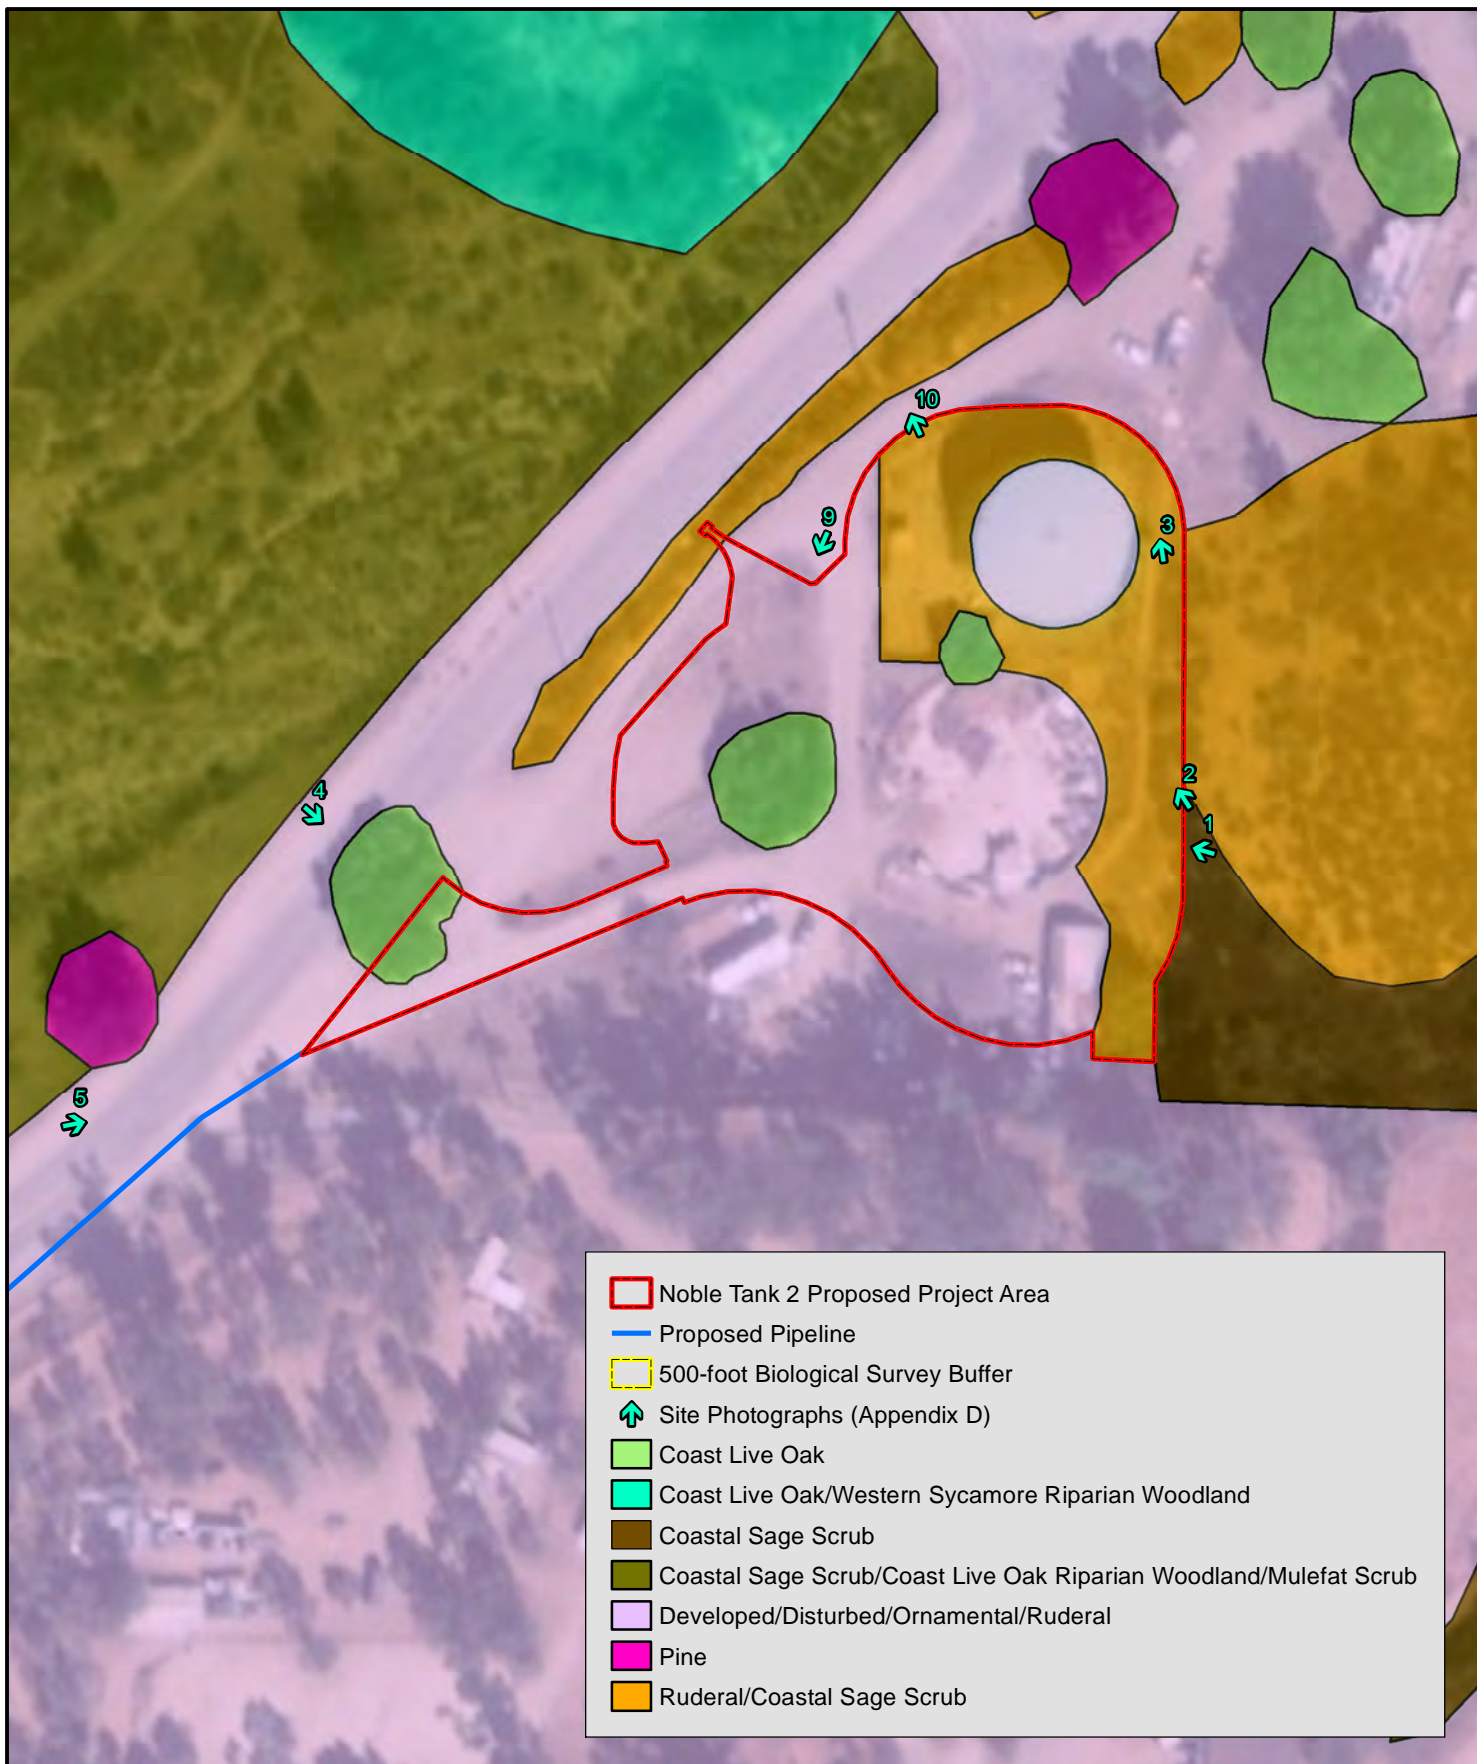 10
9
3
4
2
1
5
Noble Tank 2 Proposed Project Area
Proposed Pipeline
500-foot Biological Survey Buffer
Site Photographs (Appendix D)
Coast Live Oak
Coast Live Oak/Western Sycamore Riparian Woodland
Coastal Sage Scrub
Coastal Sage Scrub/Coast Live Oak Riparian Woodland/Mulefat Scrub
Developed/Disturbed/Ornamental/Ruderal
Pine
Ruderal/Coastal Sage Scrub